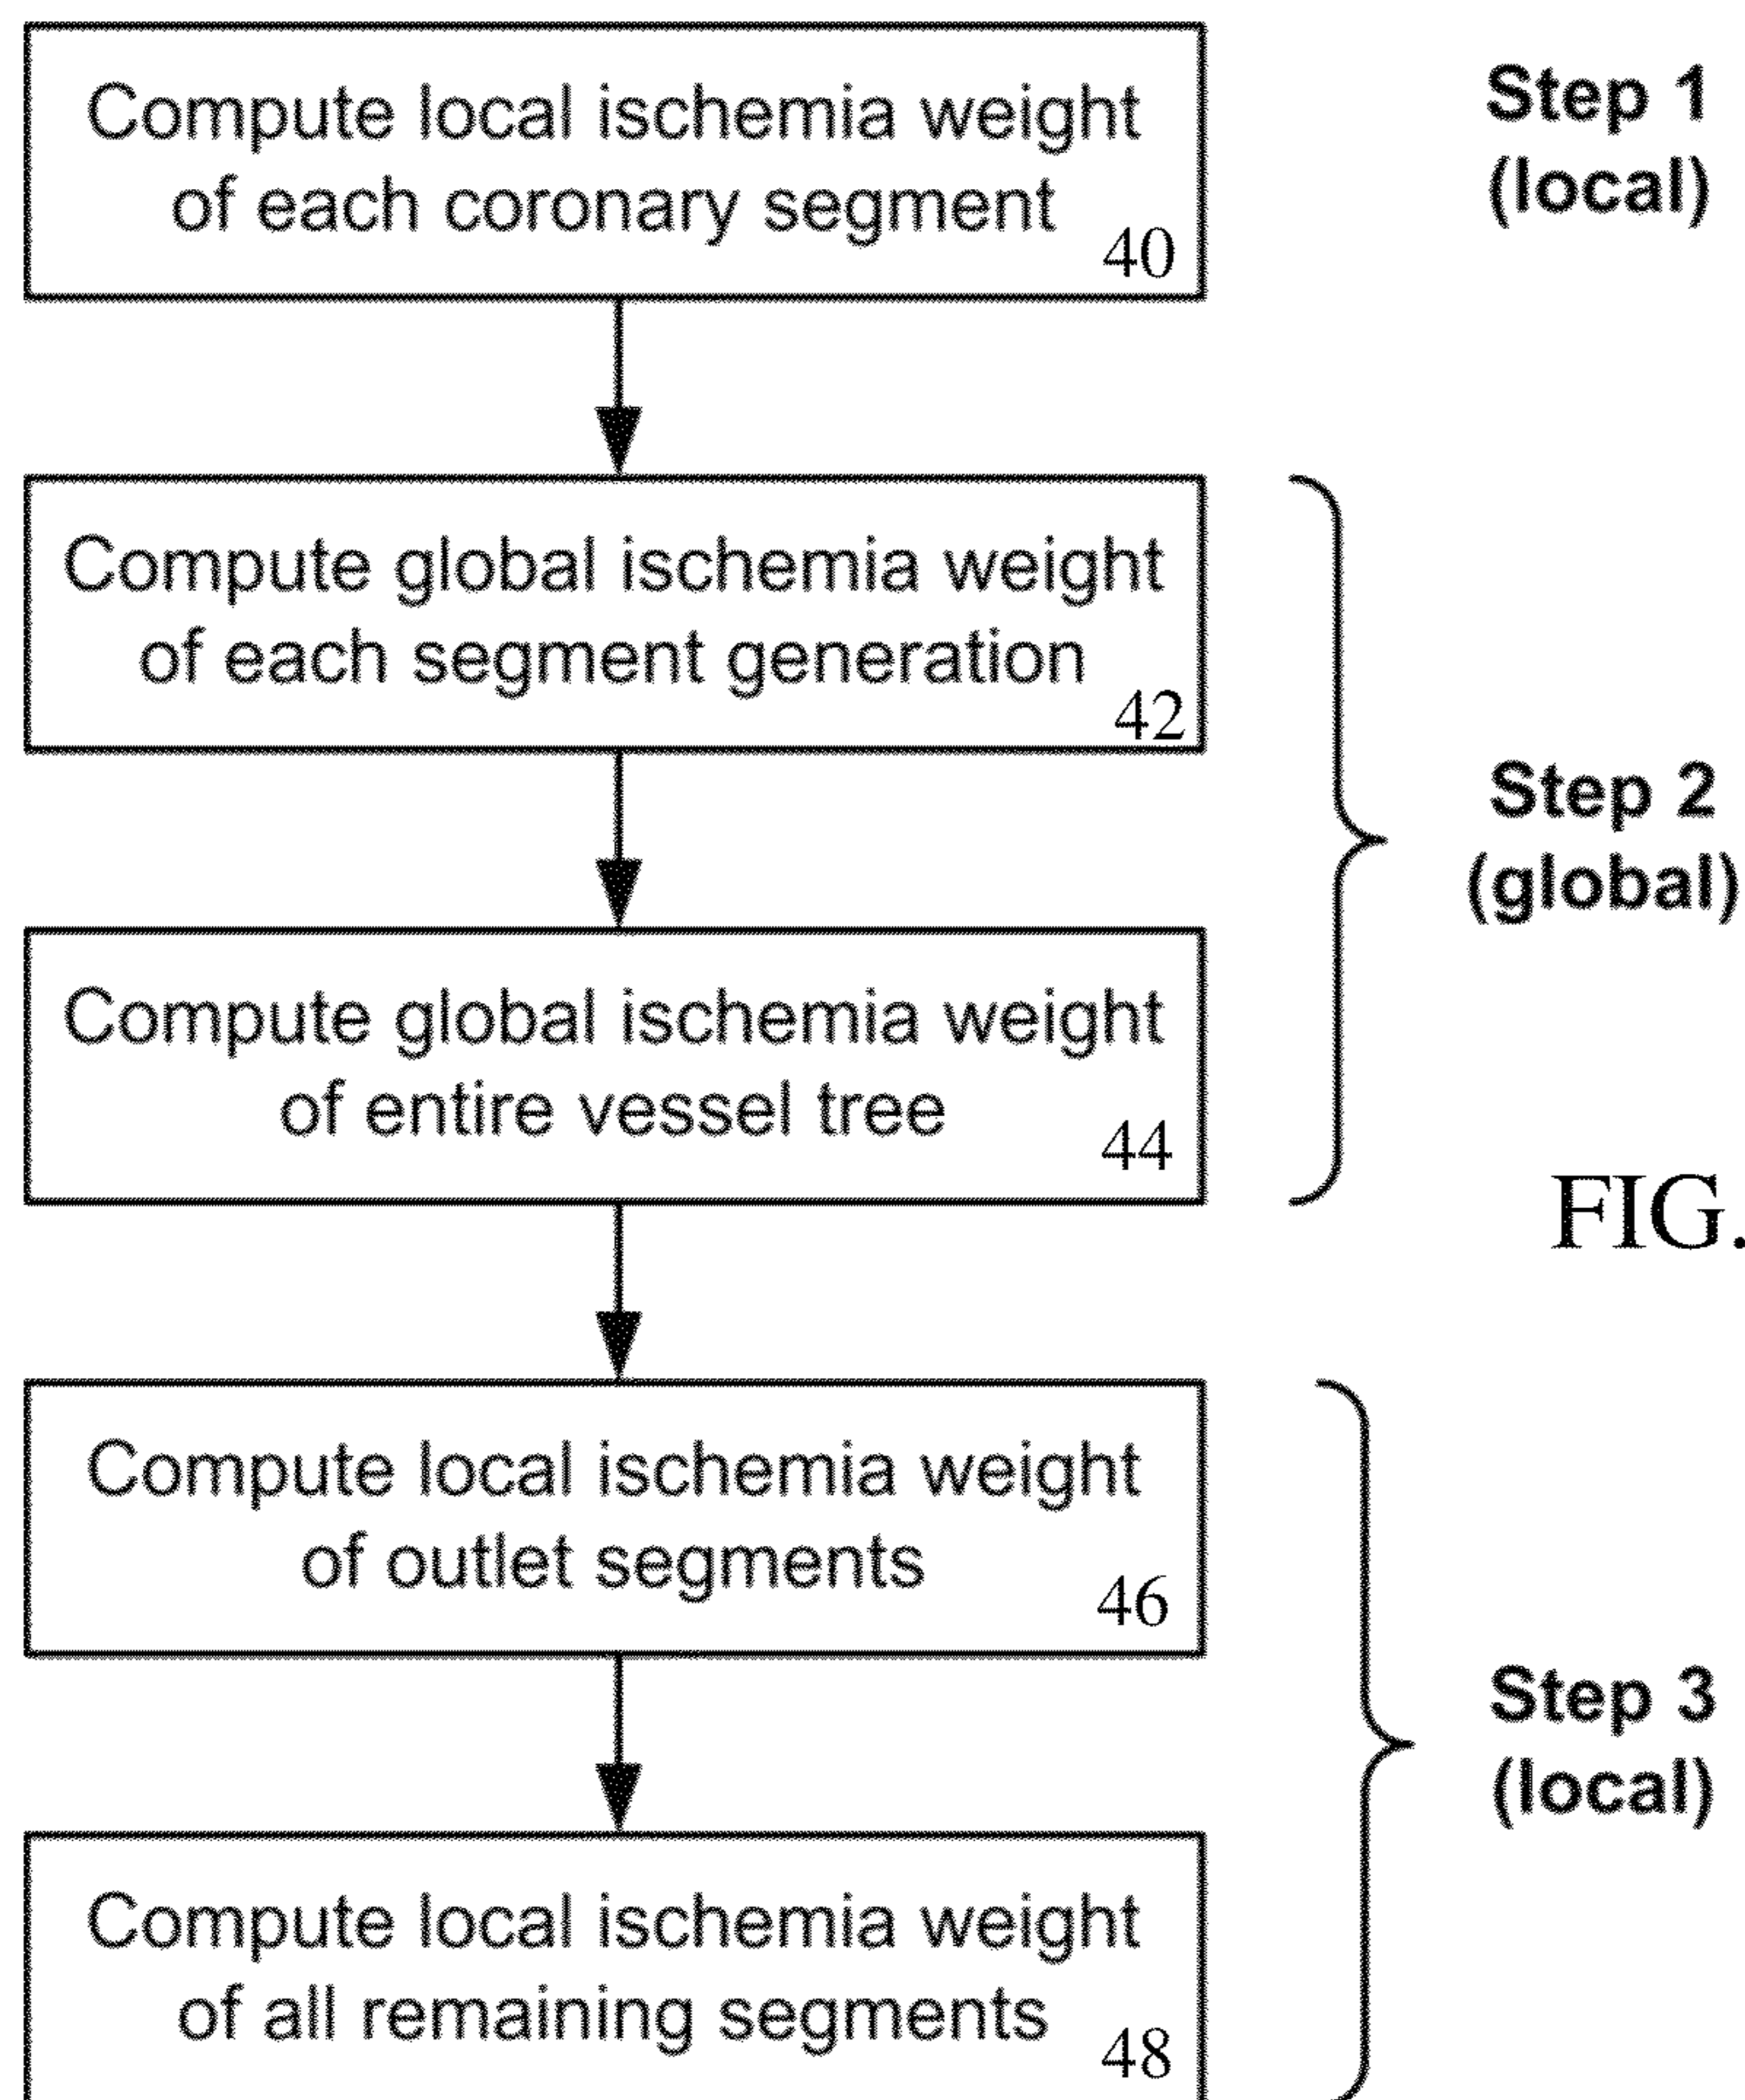 Compute local ischemia weight
of each coronary segment
40
Step 1
(local)
Compute global ischemia weight
of each segment generation
42
Step 2
(global)
Compute global ischemia weight
of entire vessel tree
44
FIG.
Compute local ischemia weight
of outlet segments
46
Step 3
(local)
Compute local ischemia weight
of all remaining segments
48